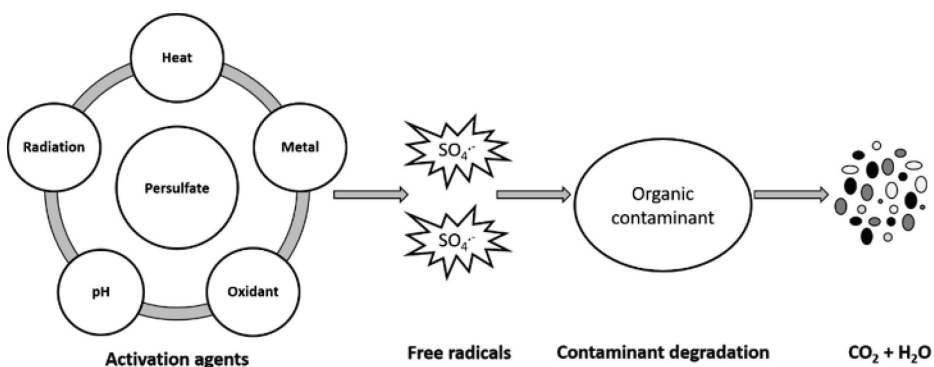 Heat
Radiation
Metal
Persulfate
pH
Oxidant
Activation agents
SO₄·⁻
SO₄·⁻
Free radicals
Organic
contaminant
Contaminant degradation
CO₂ + H₂O